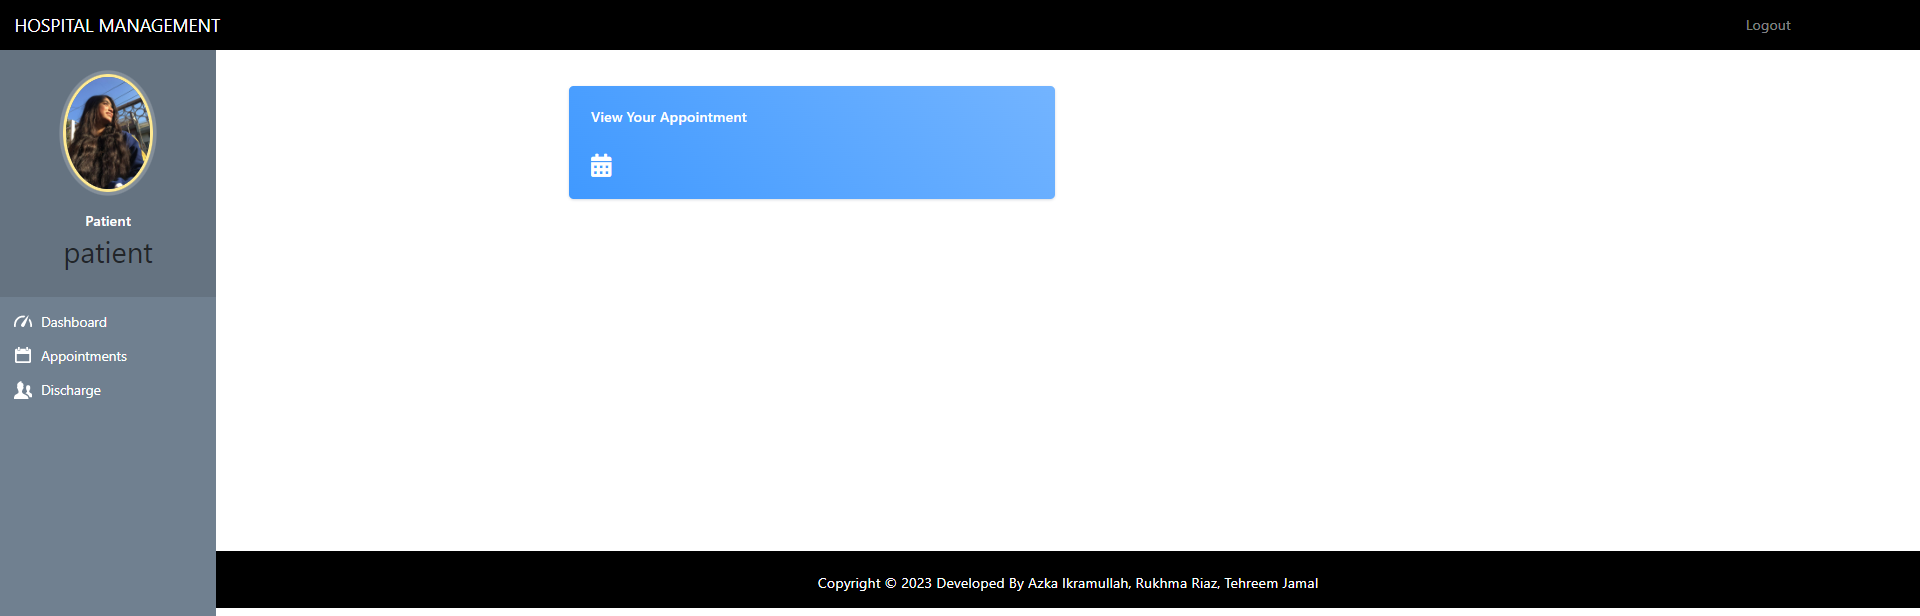 HOSPITAL MANAGEMENT
Logout
Patient
patient
Dashboard
Appointments
Discharge
View Your Appointment
Copyright © 2023 Developed By Azka Ikramullah, Rukhma Riaz, Tehreem Jamal